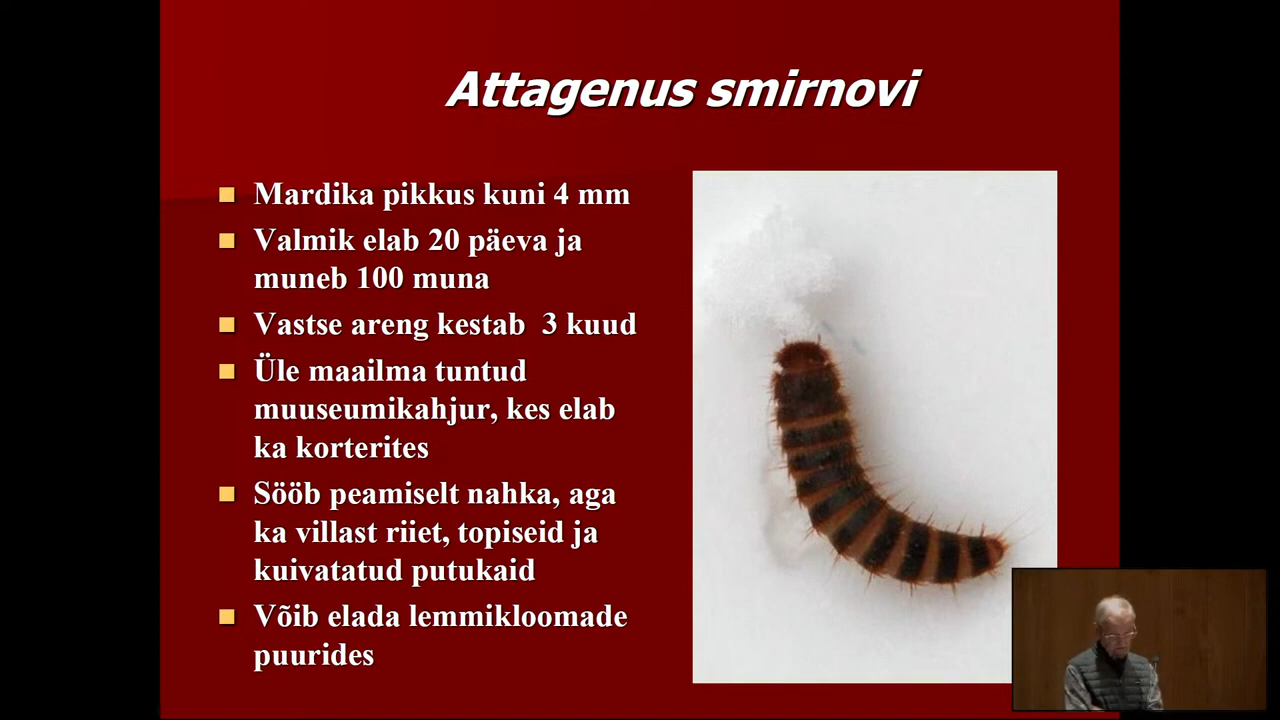 Attagenus smirnovi
Mardika pikkus kuni 4 mm
Valmik elab 20 päeva ja
muneb 100 muna
Vastse areng kestab 3 kuud
Üle maailma tuntud
muuseumikahjur, kes elab
ka korterites
Sööb peamiselt nahka, aga
ka villast riiet, topiseid ja
kuivatatud putukaid
Võib elada lemmikloomade
puurides